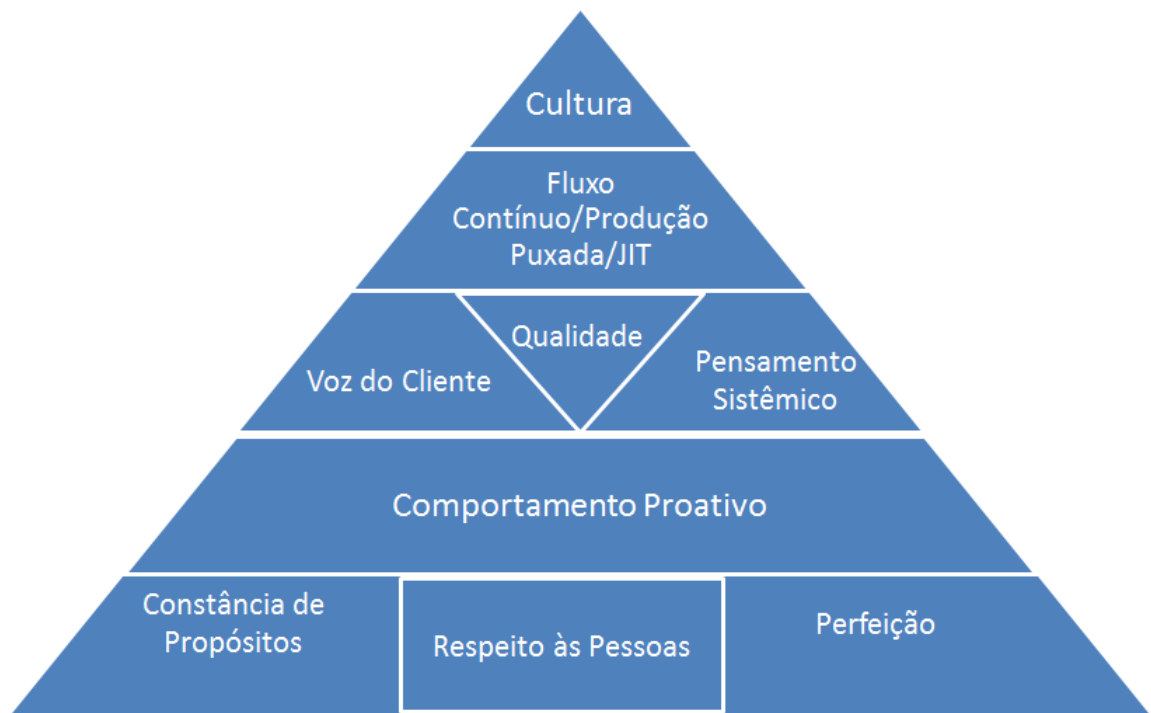 Cultura
Fluxo
Contínuo/Produção
Puxada/JIT
Voz do Cliente
Qualidade
Pensamento
Sistêmico
Comportamento Proativo
Constância de
Propósitos
Respeito às Pessoas
Perfeição